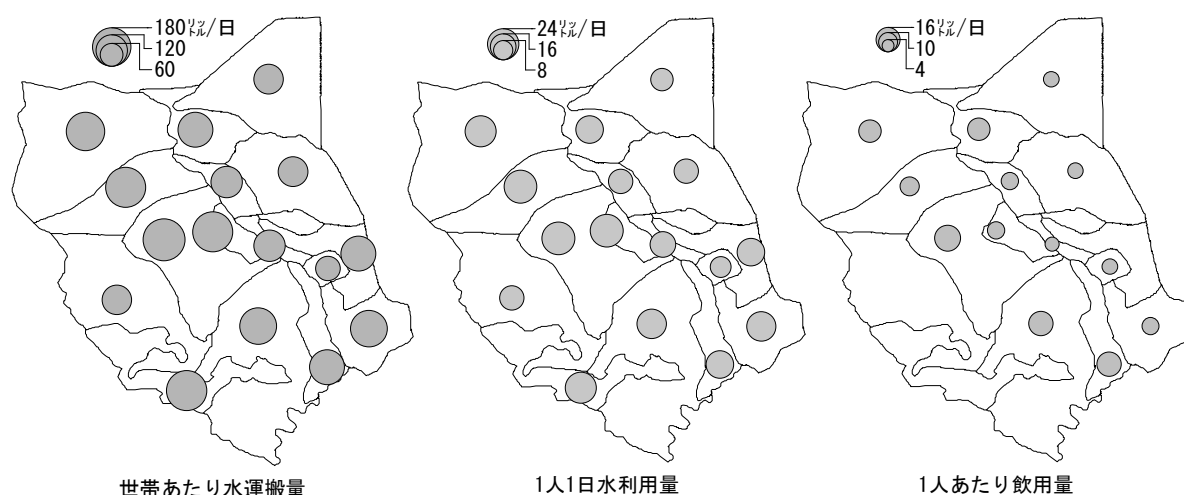 180リットル/日
120
60
世帯あたり水運搬量
24リットル/日
16
8
1人1日水利用量
16リットル/日
10
4
1人あたり飲用量